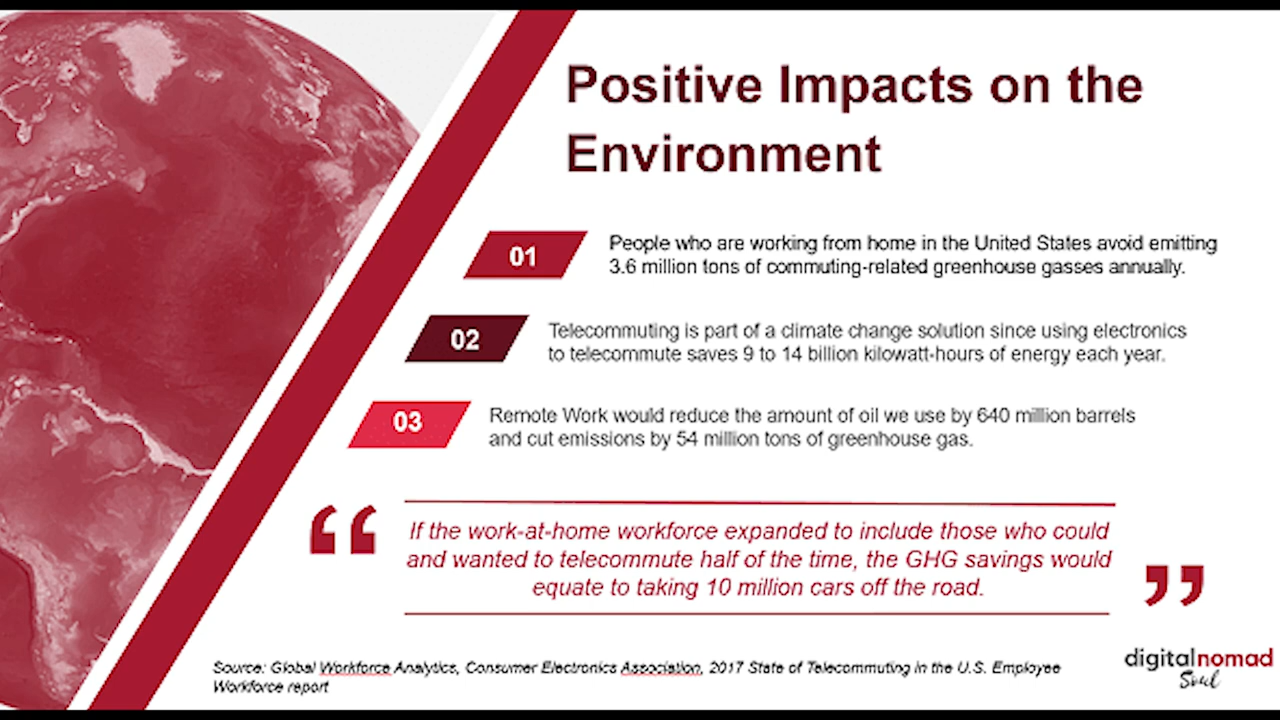 Positive Impacts on the
Environment
01
People who are working from home in the United States avoid emitting
3.6 million tons of commuting-related greenhouse gasses annually.
02
Telecommuting is part of a climate change solution since using electronics
to telecommute saves 9 to 14 billion kilowatt-hours of energy each year.
03
Remote Work would reduce the amount of oil we use by 640 million barrels
and cut emissions by 54 million tons of greenhouse gas.
“
If the work-at-home workforce expanded to include those who could
and wanted to telecommute half of the time, the GHG savings would
equate to taking 10 million cars off the road.
”
Source: Global Workforce Analytics, Consumer Electronics Association, 2017 State of Telecommuting in the U.S. Employee
Workforce report
digitalnomad
Soul